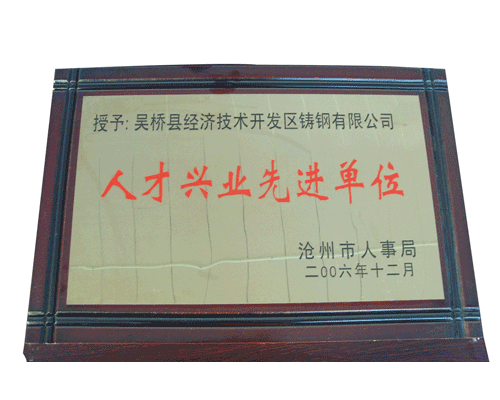 授予:吴桥县经济技术开发区铸钢有限公司
人才兴业先进单位
沧州市人事局
二00六年十二月